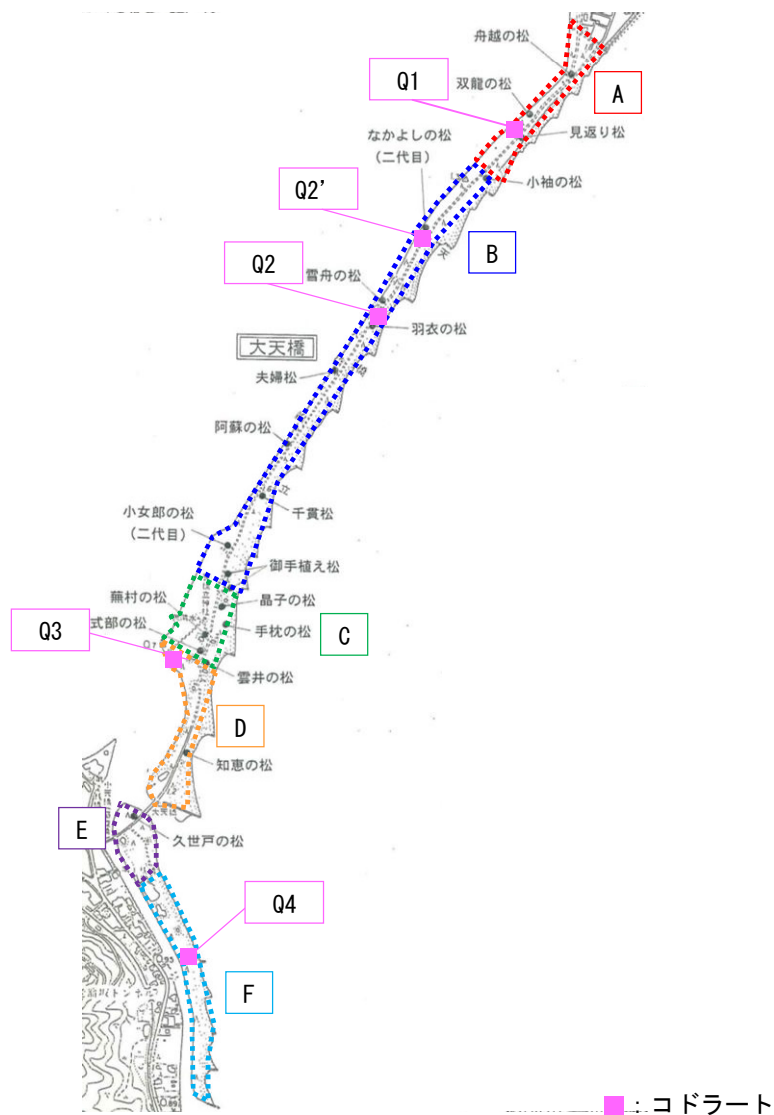 舟越の松
A
双龍の松
Q1
見返り松
なかよしの松
(二代目)
小袖の松
Q2'
B
Q2
雪舟の松
羽衣の松
大天橋
夫婦松
阿蘇の松
千貫松
小女郎の松
(二代目)
御手植え松
蕪村の松
晶子の松
式部の松
手枕の松
C
Q3
雲井の松
D
知恵の松
E
久世戸の松
Q4
F
:コドラート